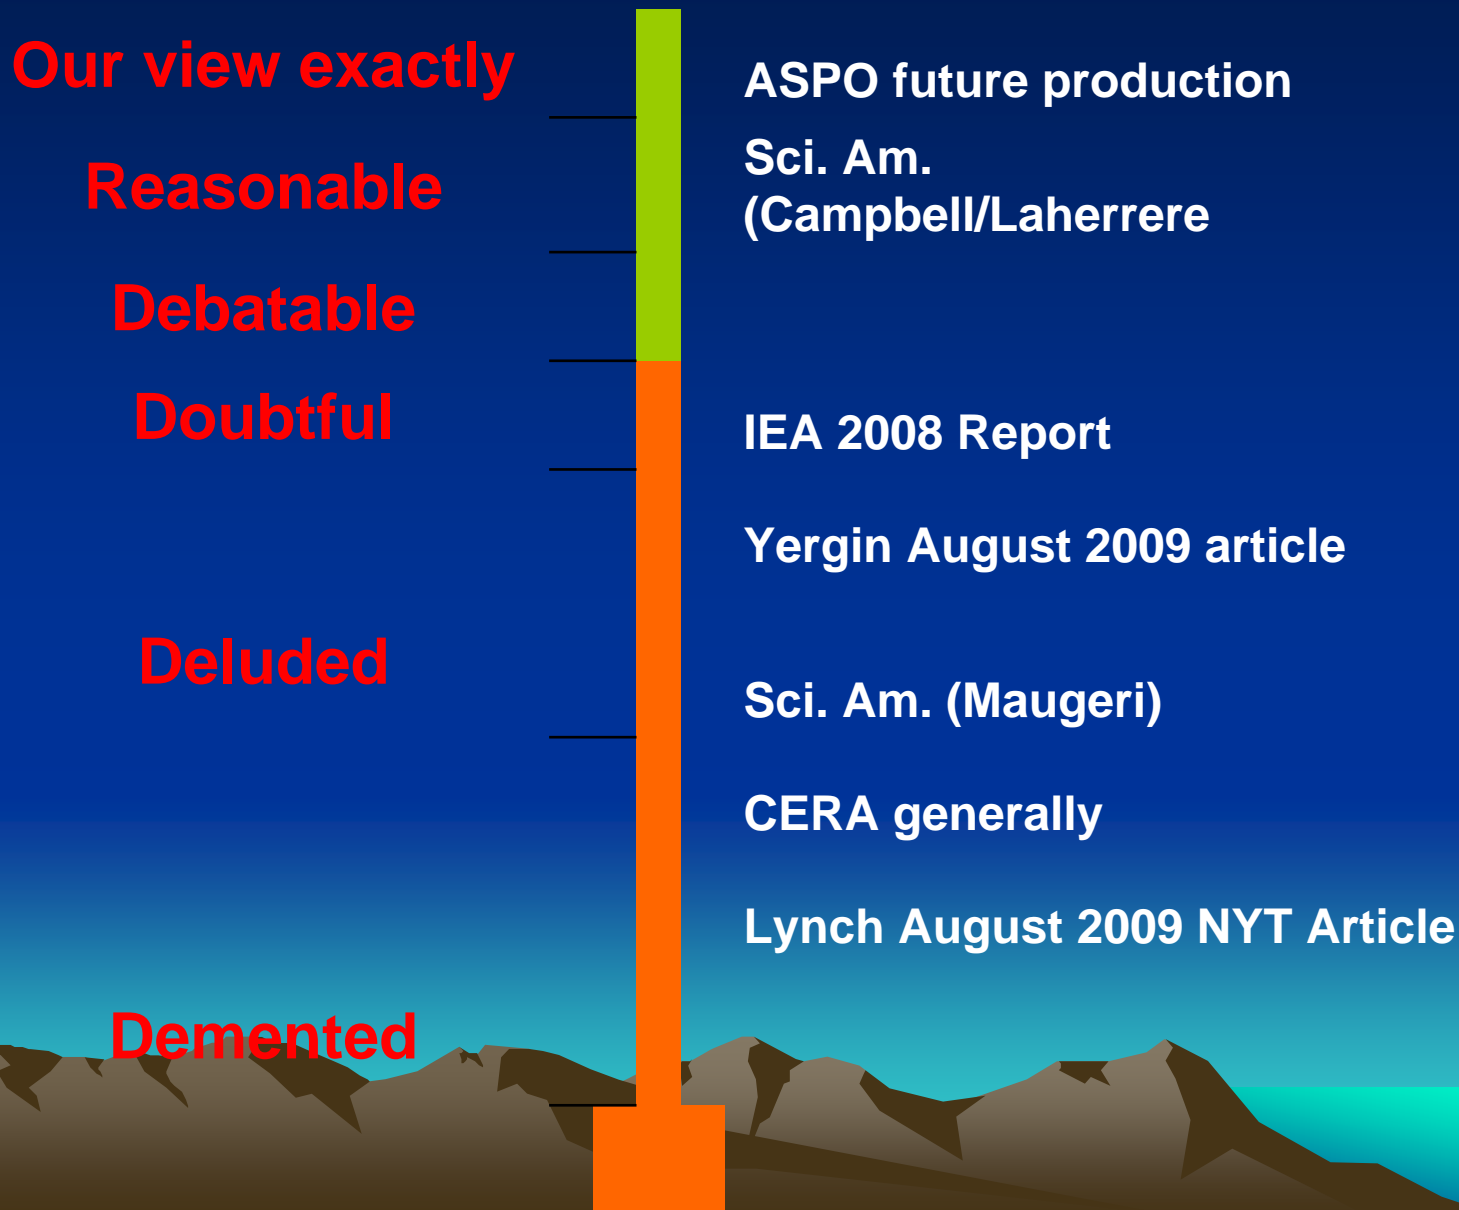 Our view exactly
Reasonable
Debatable
Doubtful
Deluded
Demented
ASPO future production
Sci. Am.
(Campbell/Laherrere
IEA 2008 Report
Yergin August 2009 article
Sci. Am. (Maugeri)
CERA generally
Lynch August 2009 NYT Article